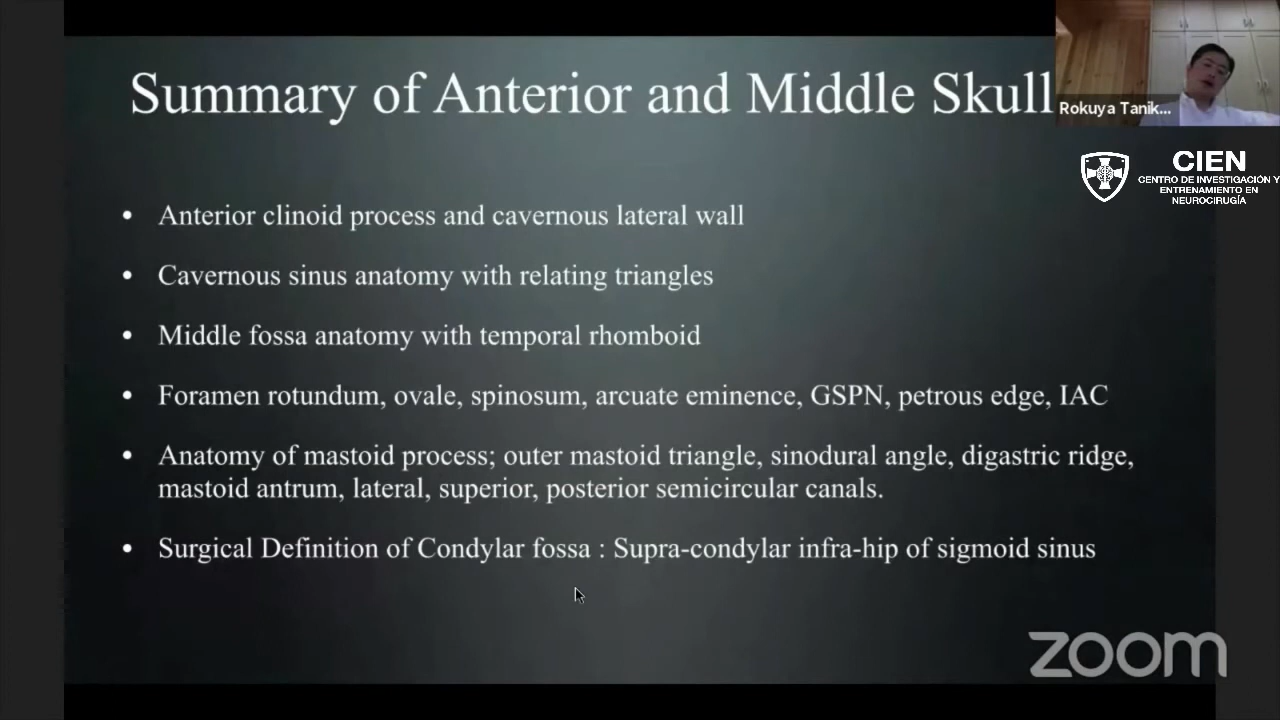 Summary of Anterior and Middle Skull
Rokuya Tanik...
CIEN
CENTRO DE INVESTIGACIÓN Y
ENTRENAMIENTO EN
NEUROCIRUGÍA
• Anterior clinoid process and cavernous lateral wall
• Cavernous sinus anatomy with relating triangles
• Middle fossa anatomy with temporal rhomboid
• Foramen rotundum, ovale, spinosum, arcuate eminence, GSPN, petrous edge, IAC
• Anatomy of mastoid process; outer mastoid triangle, sinodural angle, digastric ridge,
mastoid antrum, lateral, superior, posterior semicircular canals.
• Surgical Definition of Condylar fossa : Supra-condylar infra-hip of sigmoid sinus
zoom